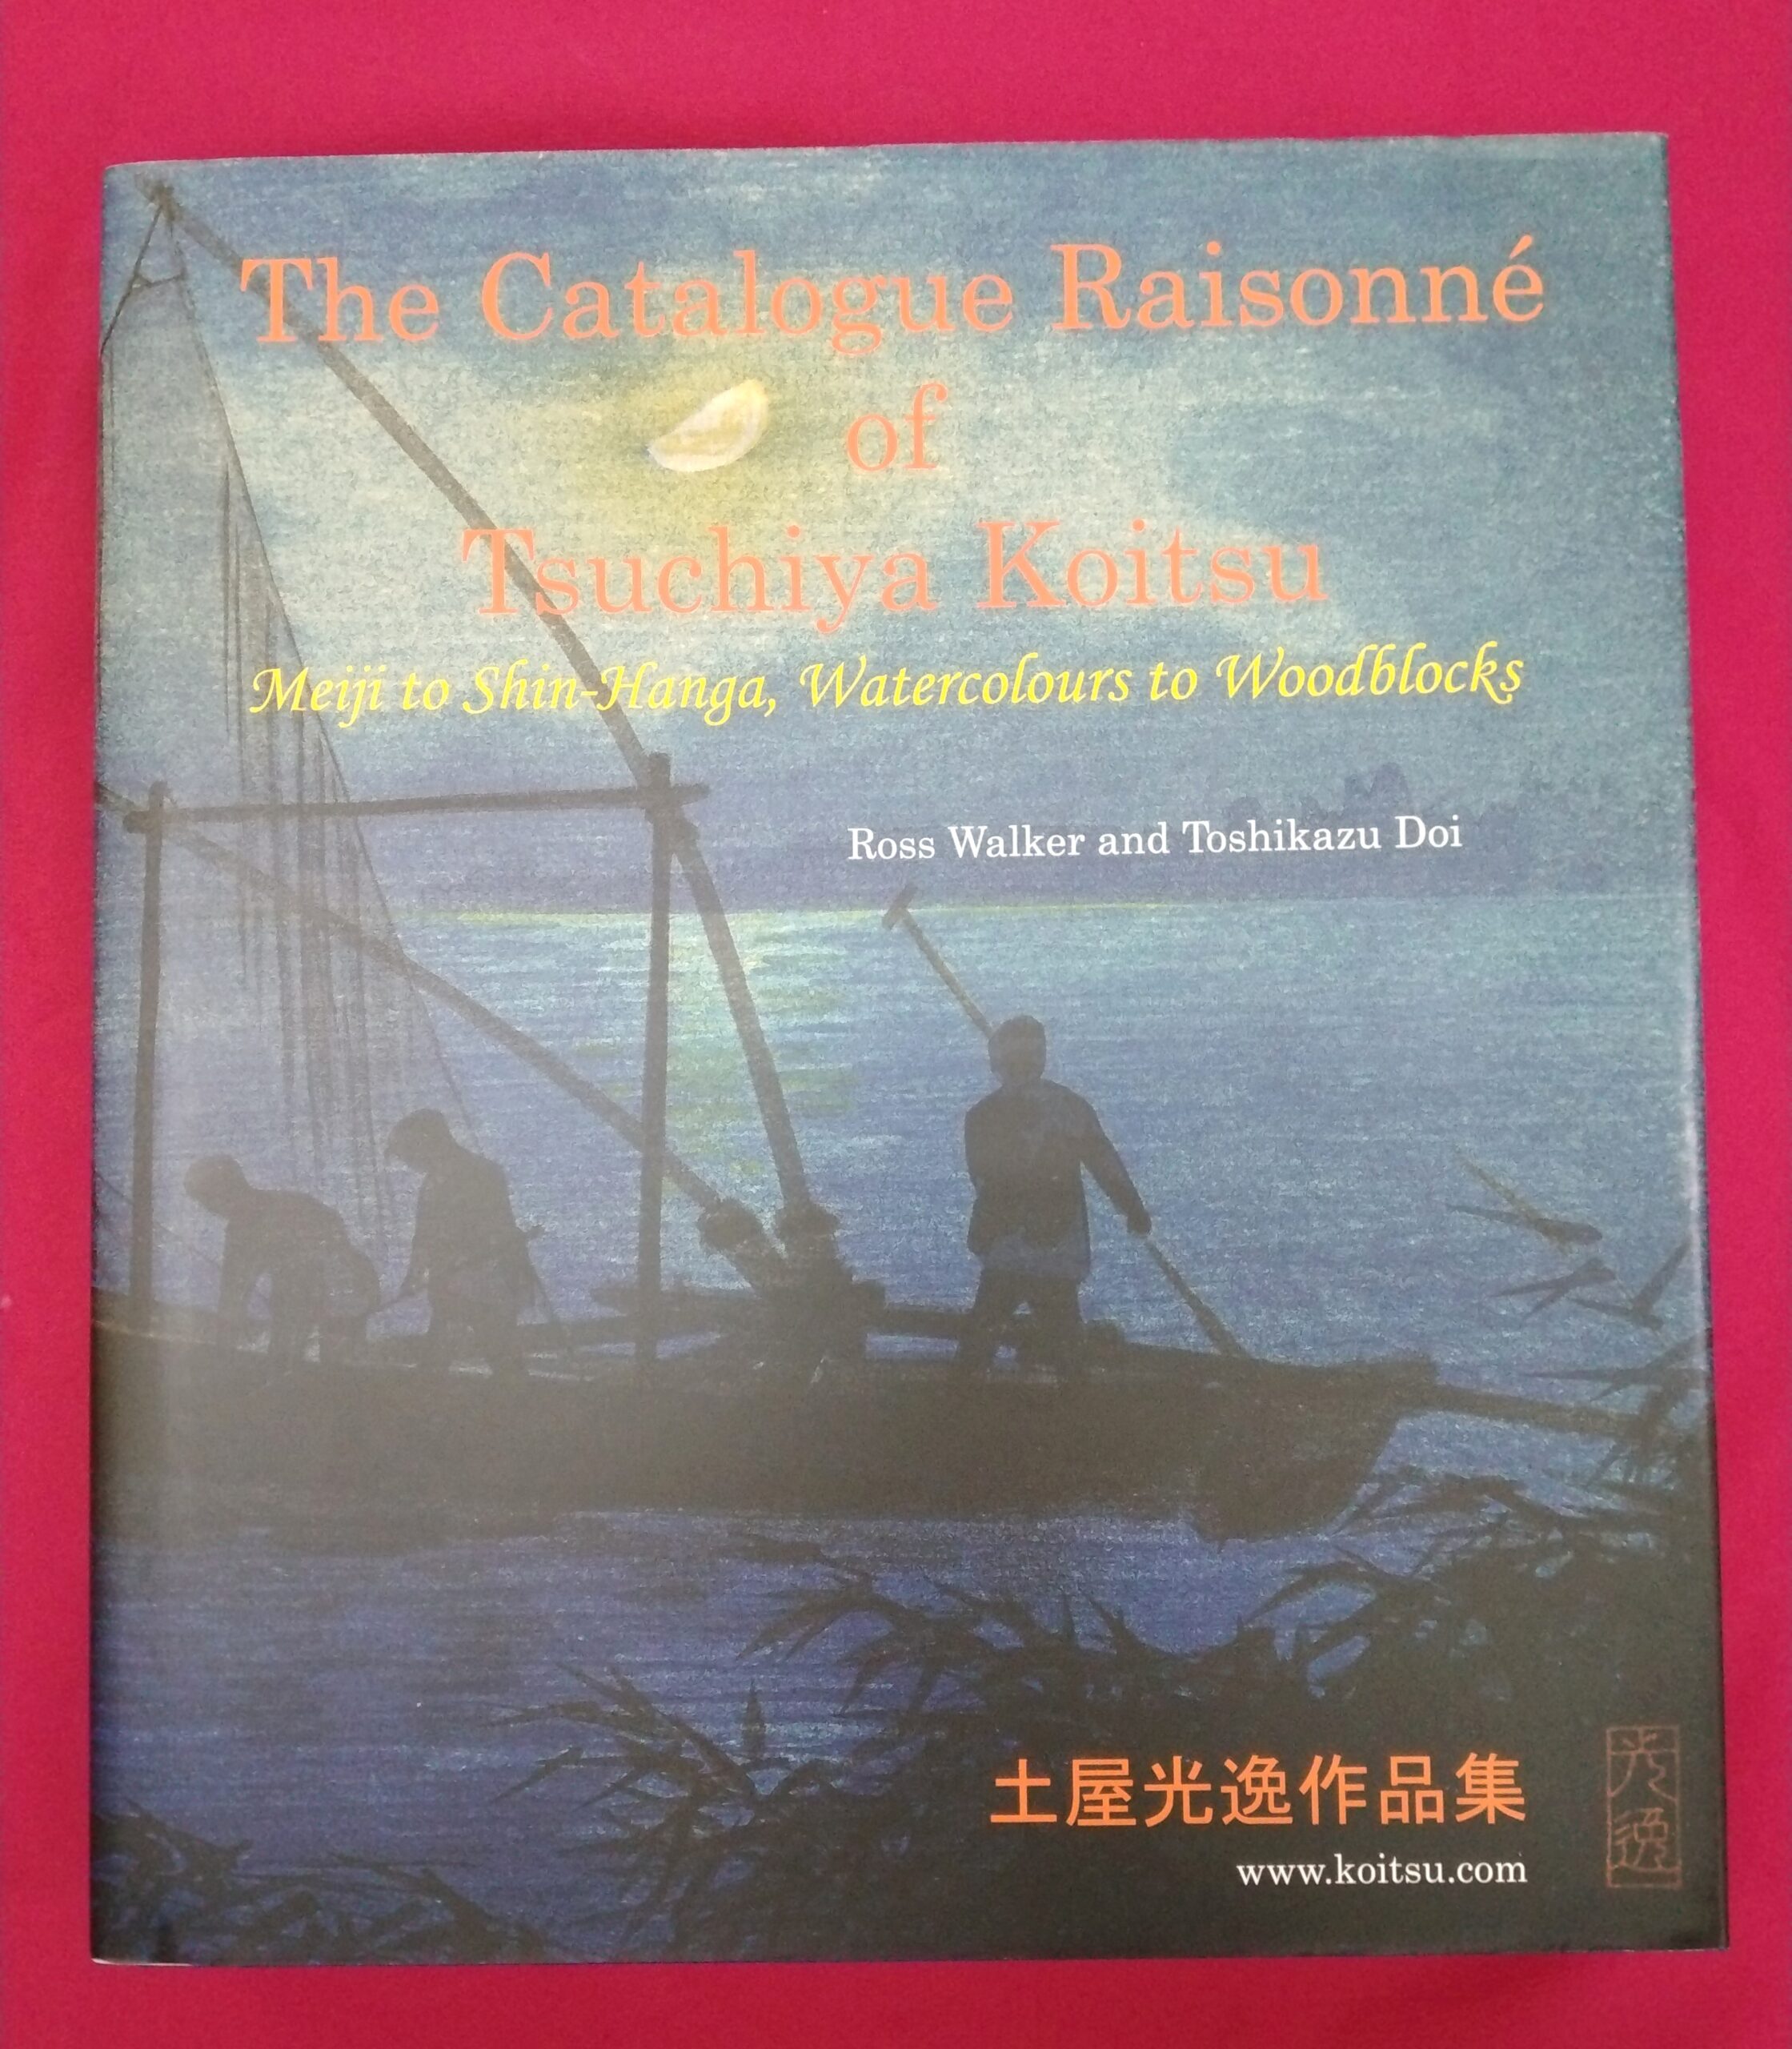 The Catalogue Raisonné
of
Tsuchiya Koitsu
Meiji to Shin-Hanga, Watercolours to Woodblocks
Ross Walker and Toshikazu Doi
土屋光逸作品集
www.koitsu.com
光逸